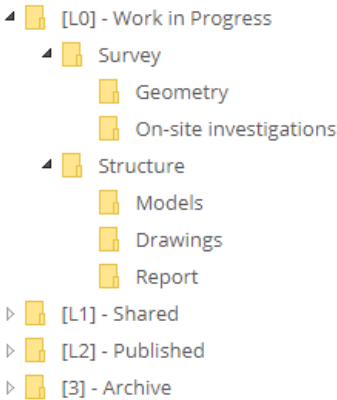 [L0] - Work in Progress
Survey
Geometry
On-site investigations
Structure
Models
Drawings
Report
[L1] - Shared
[L2] - Published
[3] - Archive